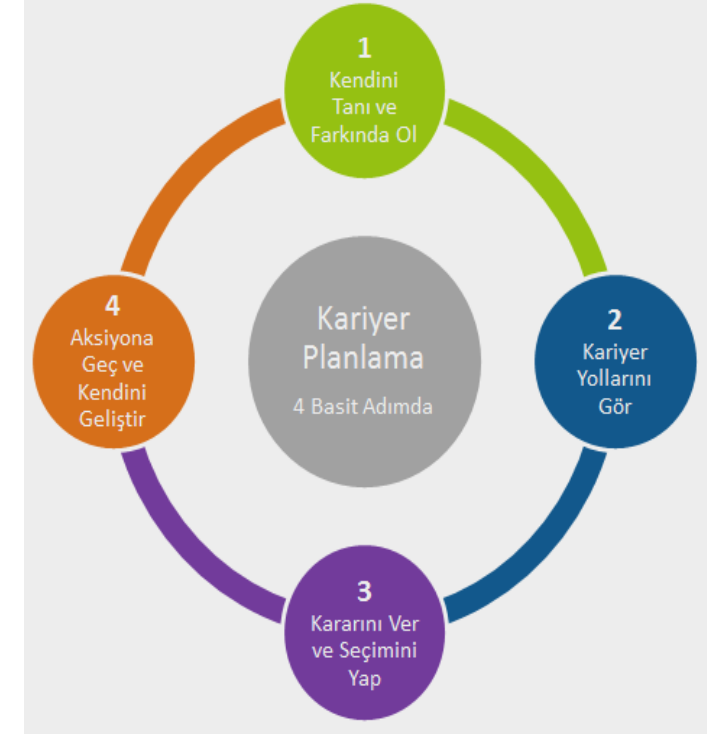 1
Kendini
Tanı ve
Farkında Ol
4
Aksiyona
Geç ve
Kendini
Geliştir
Kariyer
Planlama
4 Basit Adımda
2
Kariyer
Yollarını
Gör
3
Kararını Ver
ve Seçimini
Yap